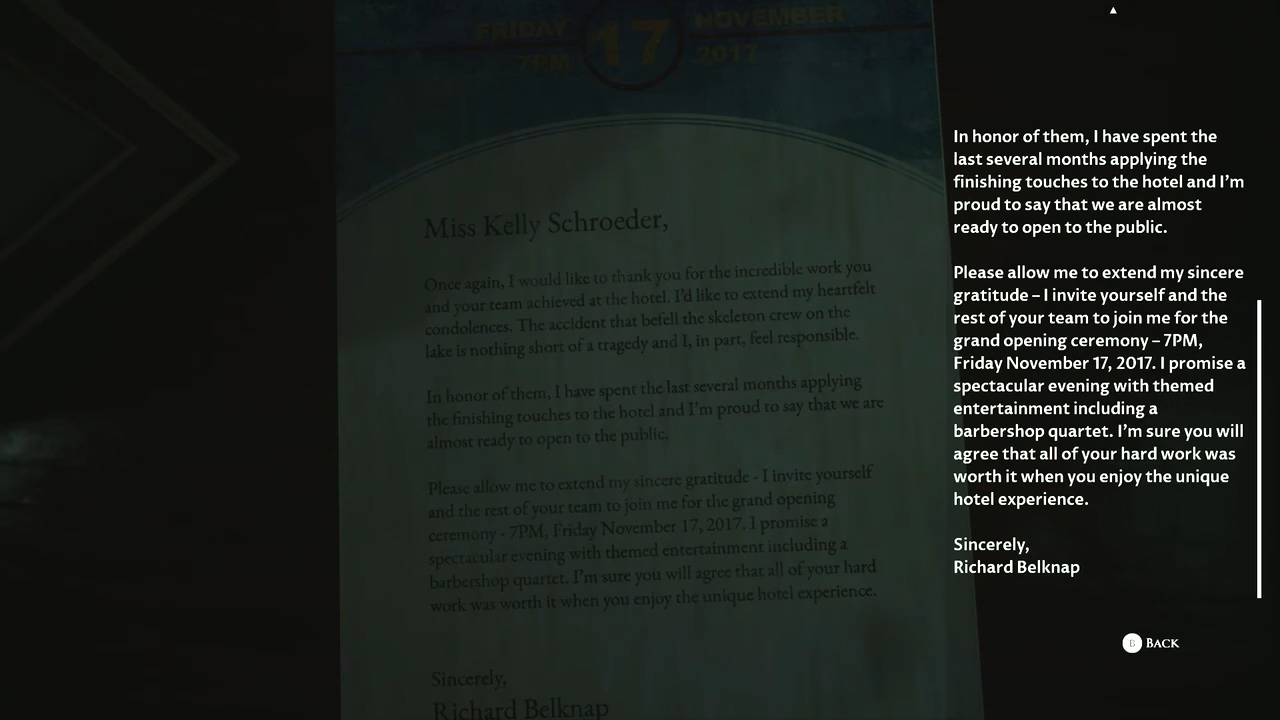 FRIDAY 17 NOVEMBER
7PM 2017
Miss Kelly Schroeder,
Once again, I would like to thank you for the incredible work you
and your team achieved at the hotel. I'd like to extend my heartfelt
condolences. The accident that befell the skeleton crew on the
lake is nothing short of a tragedy and I, in part, feel responsible.
In honor of them, I have spent the last several months applying
the finishing touches to the hotel and I'm proud to say that we are
almost ready to open to the public.
Please allow me to extend my sincere gratitude - I invite yourself
and the rest of your team to join me for the grand opening
ceremony - 7PM, Friday November 17, 2017. I promise a
spectacular evening with themed entertainment including a
barbershop quartet. I'm sure you will agree that all of your hard
work was worth it when you enjoy the unique hotel experience.
Sincerely,
Richard Belknap
In honor of them, I have spent the
last several months applying the
finishing touches to the hotel and I'm
proud to say that we are almost
ready to open to the public.
Please allow me to extend my sincere
gratitude – I invite yourself and the
rest of your team to join me for the
grand opening ceremony – 7PM,
Friday November 17, 2017. I promise a
spectacular evening with themed
entertainment including a
barbershop quartet. I'm sure you will
agree that all of your hard work was
worth it when you enjoy the unique
hotel experience.
Sincerely,
Richard Belknap
B BACK